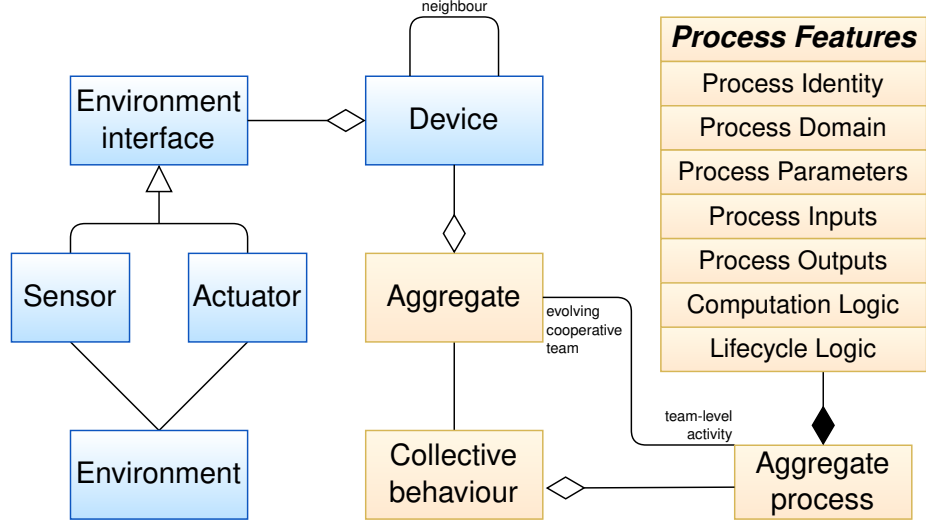 neighbour
Environment
interface
Device
Sensor
Actuator
Environment
Aggregate
evolving
cooperative
team
Collective
behaviour
Process Features
Process Identity
Process Domain
Process Parameters
Process Inputs
Process Outputs
Computation Logic
Lifecycle Logic
team-level
activity
Aggregate
process